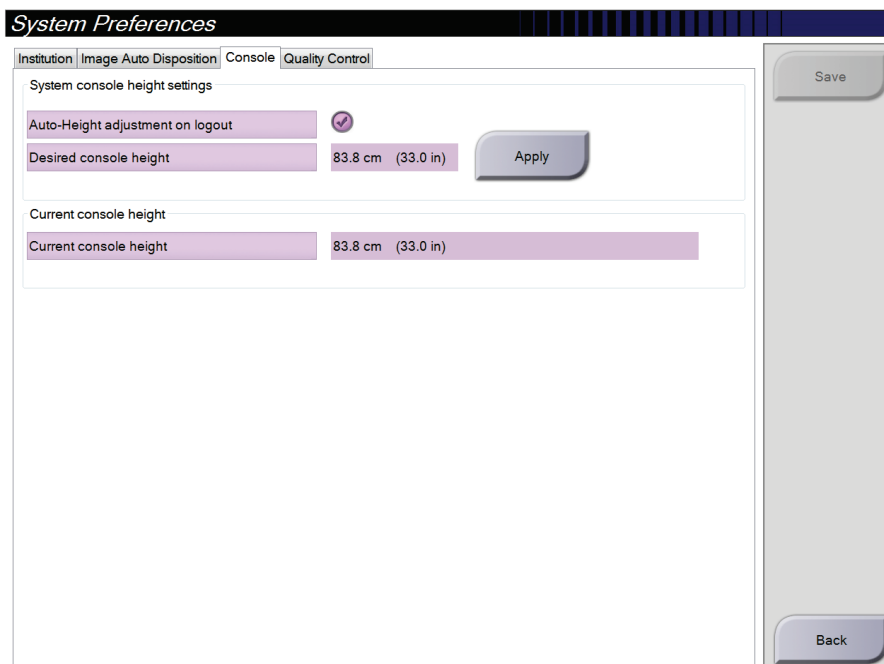 System Preferences
Institution Image Auto Disposition Console Quality Control
Save
System console height settings
Auto-Height adjustment on logout
Desired console height 83.8 cm (33.0 in) Apply
Current console height
Current console height 83.8 cm (33.0 in)
Back